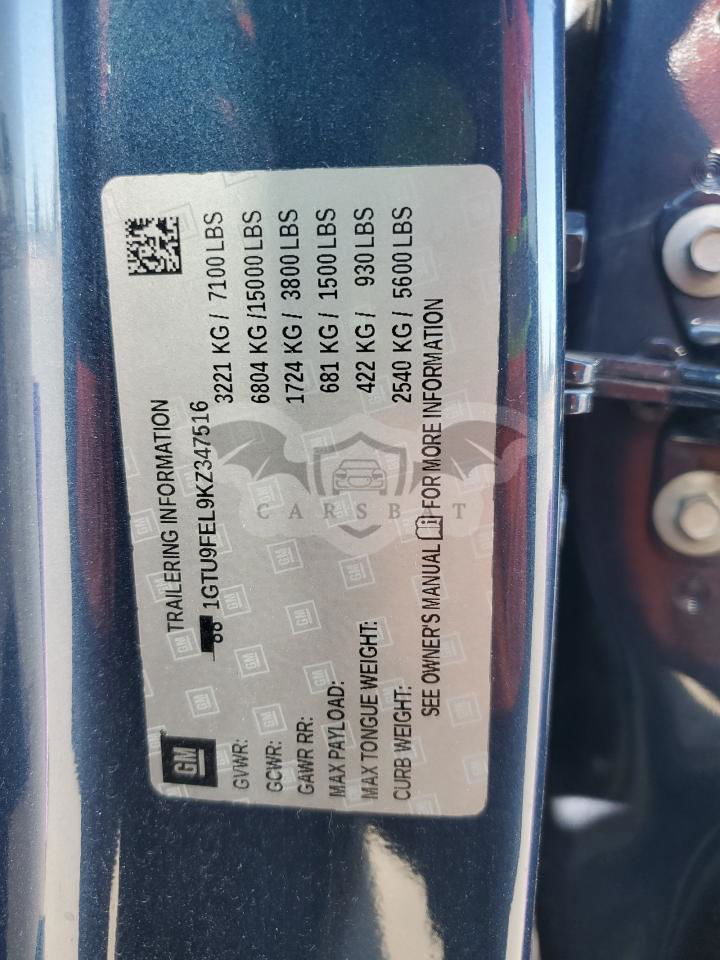 TRAILERING INFORMATION
1GTU9FEL9KZ347516
GM
GVWR: 3221 KG / 7100 LBS
GCWR: 6804 KG /15000 LBS
GAWR RR: 1724 KG / 3800 LBS
MAX PAYLOAD: 681 KG / 1500 LBS
MAX TONGUE WEIGHT: 422 KG / 930 LBS
CURB WEIGHT: 2540 KG / 5600 LBS
SEE OWNER'S MANUAL FOR MORE INFORMATION
CARSBAT